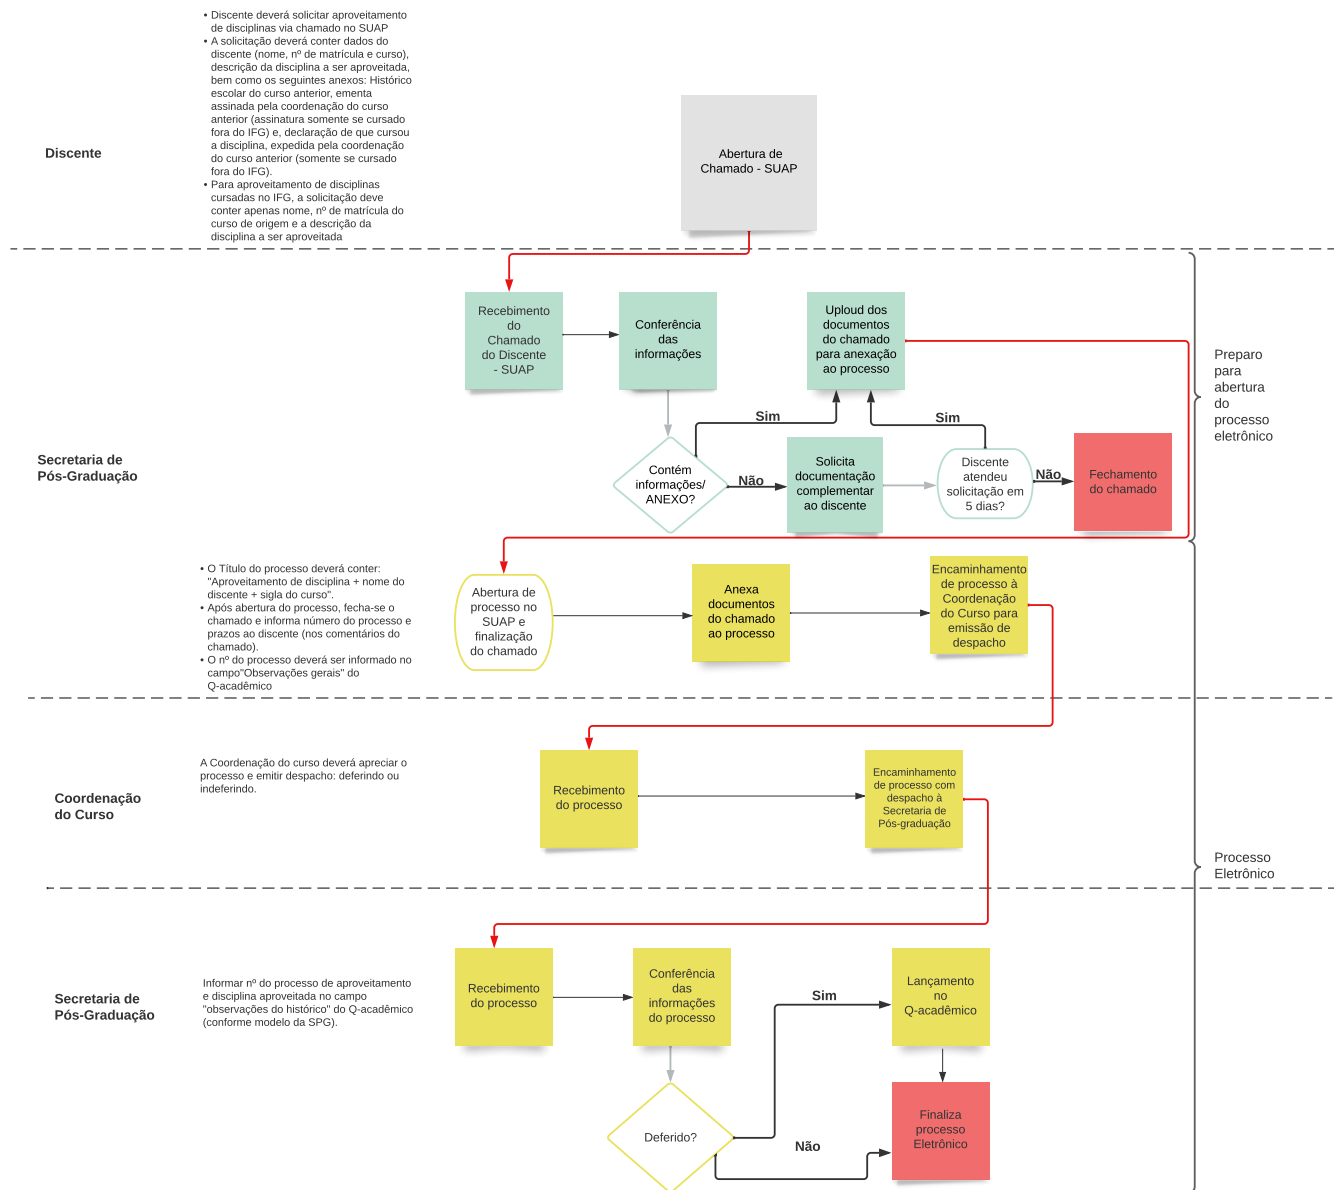 • Discente deverá solicitar aproveitamento
de disciplinas via chamado no SUAP
• A solicitação deverá conter dados do
discente (nome, nº de matrícula e curso),
descrição da disciplina a ser aproveitada,
bem como os seguintes anexos: Histórico
escolar do curso anterior, ementa
assinada pela coordenação do curso
anterior (assinatura somente se cursado
fora do IFG) e, declaração de que cursou
a disciplina, expedida pela coordenação
do curso anterior (somente se cursado
fora do IFG).
• Para aproveitamento de disciplinas
cursadas no IFG, a solicitação deve
conter apenas nome, nº de matrícula do
curso de origem e a descrição da
disciplina a ser aproveitada
Discente
Abertura de
Chamado - SUAP
Secretaria de
Pós-Graduação
Recebimento
do
Chamado
do Discente
- SUAP
Conferência
das
informações
Uploud dos
documentos
do chamado
para anexação
ao processo
Preparo
para
abertura
do
processo
eletrônico
Sim
Sim
Contém
informações/
ANEXO?
Não
Solicita
documentação
complementar
ao discente
Discente
atendeu
solicitação em
5 dias?
Não
Fechamento
do chamado
• O Título do processo deverá conter:
"Aproveitamento de disciplina + nome do
discente + sigla do curso".
• Após abertura do processo, fecha-se o
chamado e informa número do processo e
prazos ao discente (nos comentários do
chamado).
• O nº do processo deverá ser informado no
campo"Observações gerais" do
Q-acadêmico
Abertura de
processo no
SUAP e
finalização
do chamado
Anexa
documentos
do chamado
ao processo
Encaminhamento
de processo à
Coordenação
do Curso para
emissão de
despacho
Coordenação
do Curso
A Coordenação do curso deverá apreciar o
processo e emitir despacho: deferindo ou
indeferindo.
Recebimento
do processo
Encaminhamento
de processo com
despacho à
Secretaria de
Pós-graduação
Processo
Eletrônico
Secretaria de
Pós-Graduação
Informar nº do processo de aproveitamento
e disciplina aproveitada no campo
"observações do histórico" do Q-acadêmico
(conforme modelo da SPG).
Recebimento
do processo
Conferência
das
informações
do processo
Sim
Lançamento
no
Q-acadêmico
Deferido?
Não
Finaliza
processo
Eletrônico